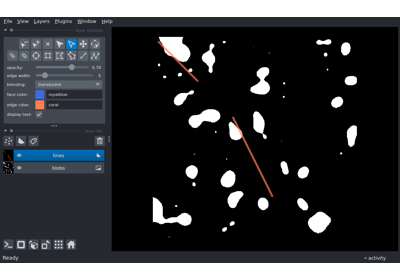 File View Layers Plugins Window Help
opacity: 0.70
edge width: 5
blending: translucent
face color: royalblue
edge color: coral
display text:
lines
blobs
Ready
activity